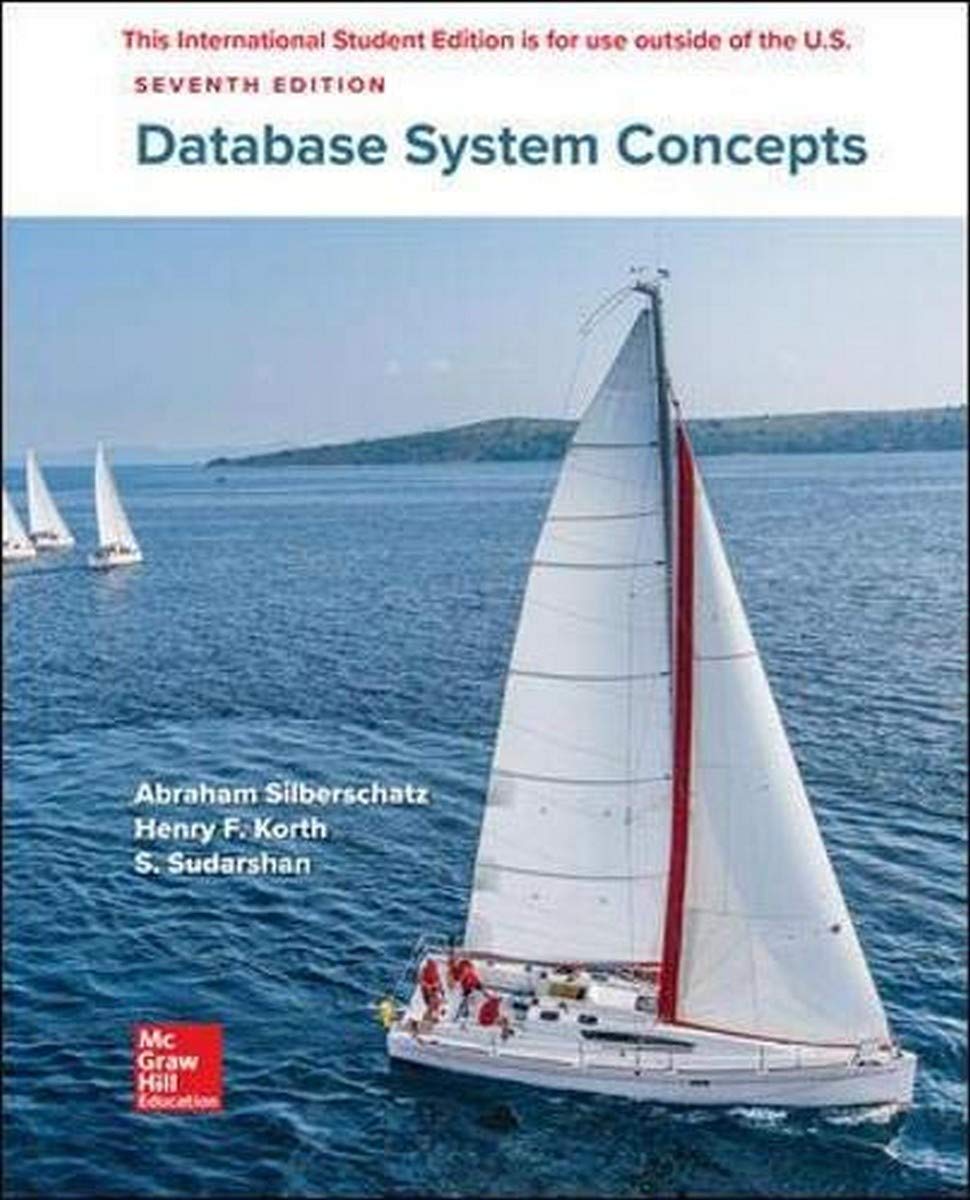 This International Student Edition is for use outside of the U.S.
SEVENTH EDITION
Database System Concepts
Abraham Silberschatz
Henry F. Korth
S. Sudarshan
Mc
Graw
Hill
Education